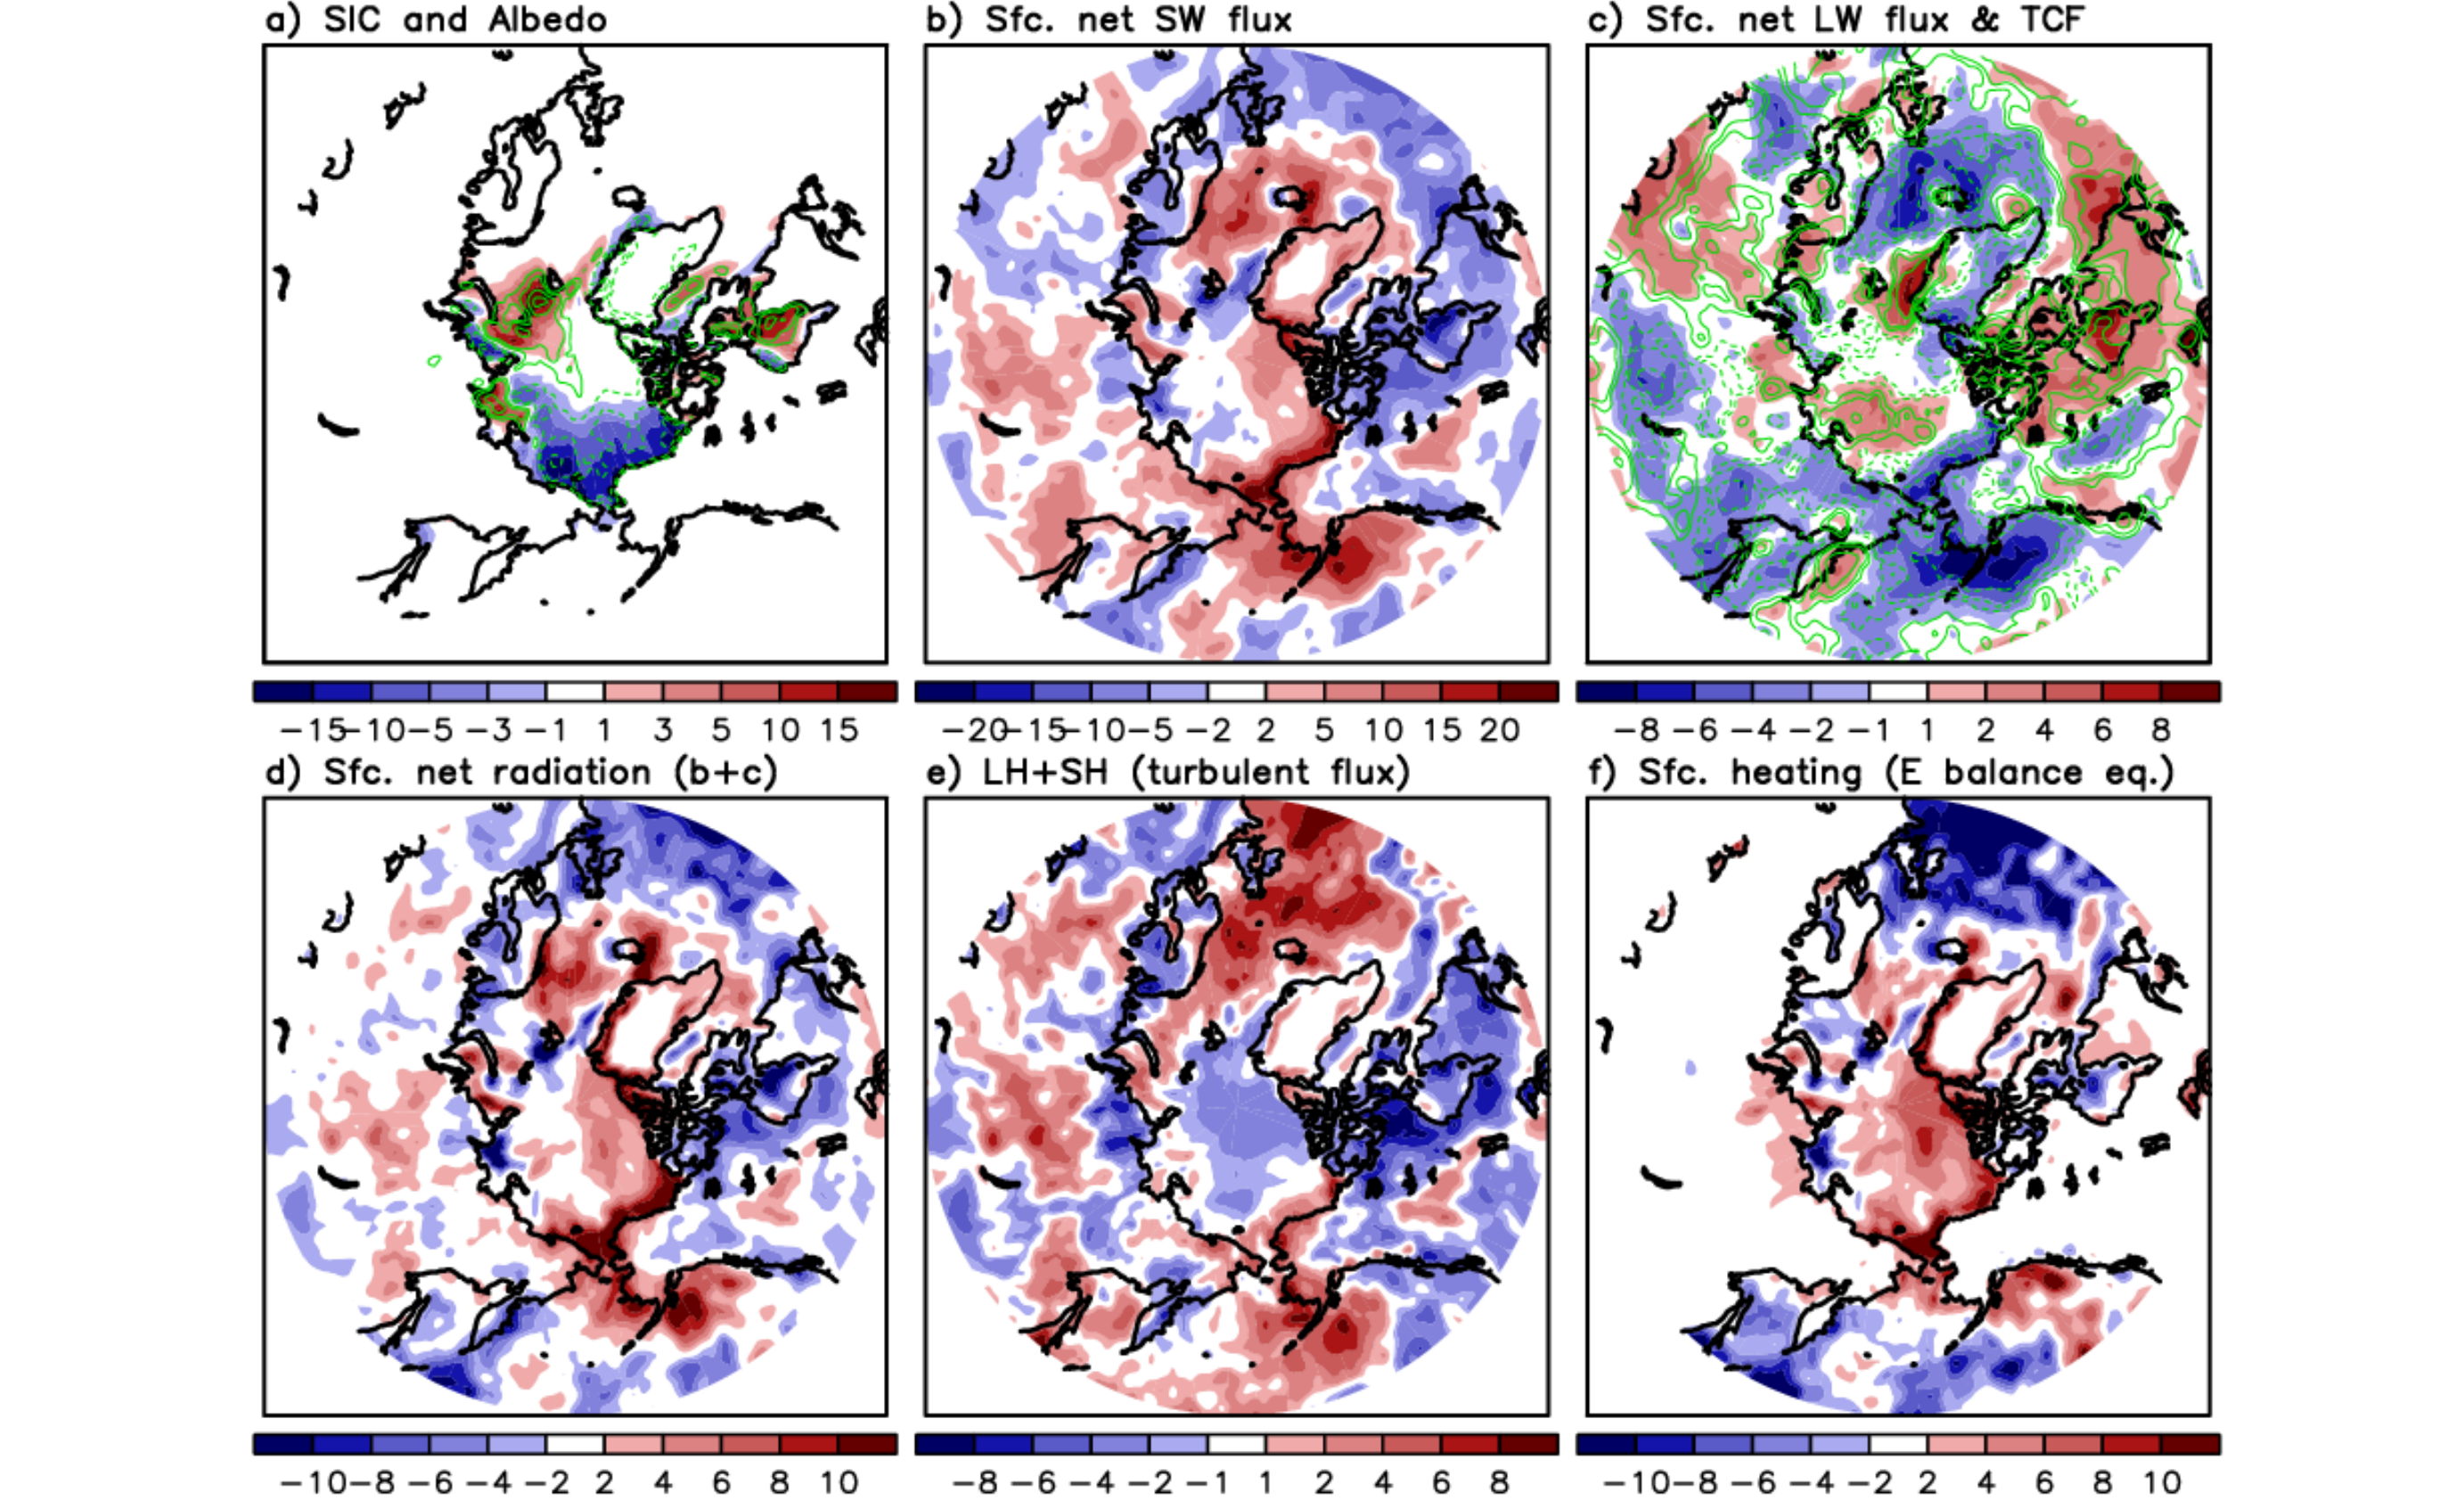 a) SIC and Albedo
b) Sfc. net SW flux
c) Sfc. net LW flux & TCF
−15−10−5 −3 −1 1 3 5 10 15
−20−15−10−5 −2 2 5 10 15 20
−8 −6 −4 −2 −1 1 2 4 6 8
d) Sfc. net radiation (b+c)
e) LH+SH (turbulent flux)
f) Sfc. heating (E balance eq.)
−10−8 −6 −4 −2 2 4 6 8 10
−8 −6 −4 −2 −1 1 2 4 6 8
−10−8 −6 −4 −2 2 4 6 8 10